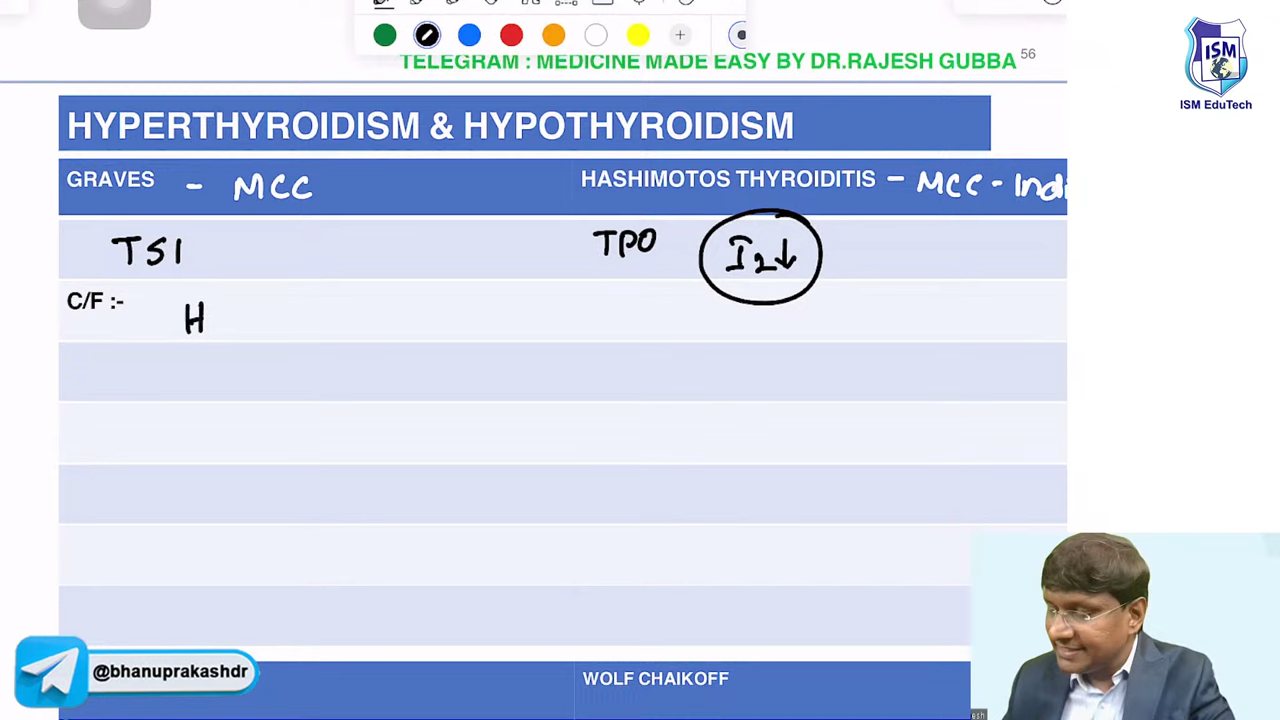 TELEGRAM : MEDICINE MADE EASY BY DR.RAJESH GUBBA
56
ISM
ISM EduTech
HYPERTHYROIDISM & HYPOTHYROIDISM
GRAVES - MCC
HASHIMOTOS THYROIDITIS - MCC - Indi
TSI
TPO I2↓
C/F :- H
@bhanuprakashdr
WOLF CHAIKOFF